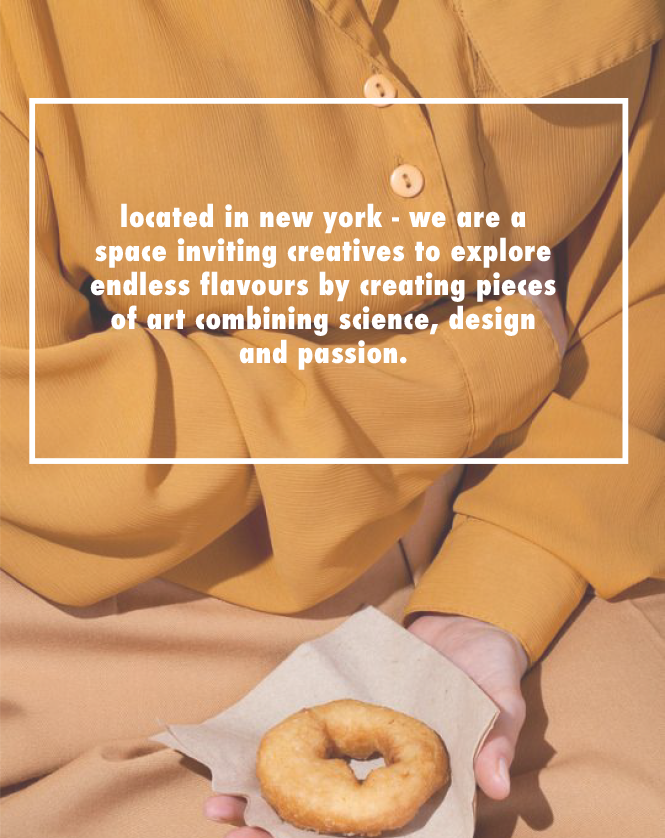 located in new york - we are a
space inviting creatives to explore
endless flavours by creating pieces
of art combining science, design
and passion.